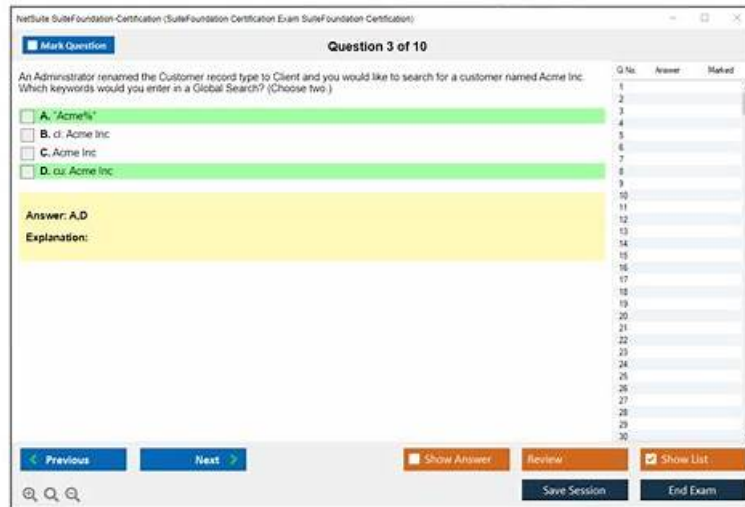 NetSuite SuiteFoundation-Certification (SuiteFoundation Certification Exam SuiteFoundation Certification)
Mark Question
Question 3 of 10
An Administrator renamed the Customer record type to Client and you would like to search for a customer named Acme Inc.
Which keywords would you enter in a Global Search? (Choose two.)
A. "Acme%"
B. cl: Acme Inc
C. Acme Inc
D. cu: Acme Inc
Answer: A,D
Explanation:
Q No. Answer Marked
1
2
3
4
5
6
7
8
9
10
11
12
13
14
15
16
17
18
19
20
21
22
23
24
25
26
27
28
29
30
Previous
Next
Show Answer
Review
Show List
Save Session
End Exam